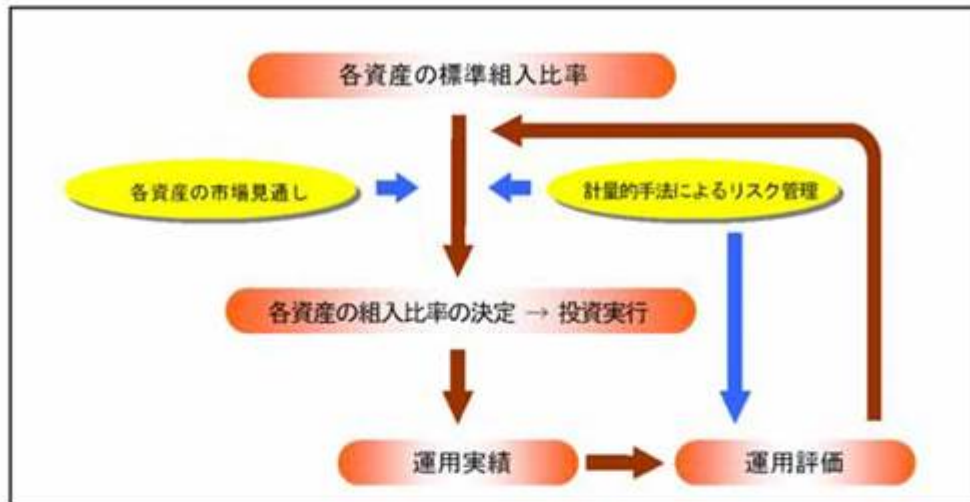 各資産の標準組入比率
各資産の市場見通し
計量的手法によるリスク管理
各資産の組入比率の決定 → 投資実行
運用実績
運用評価